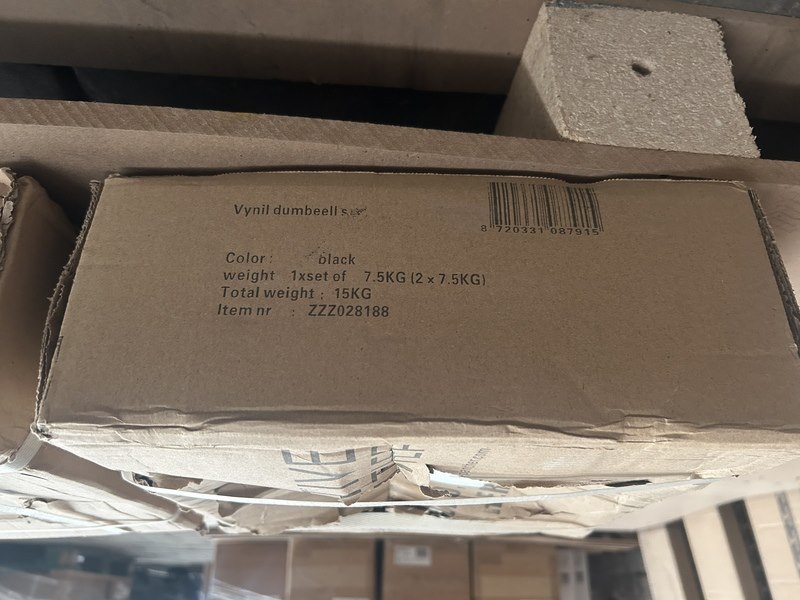 Vynil dumbeell
8 720331 087915
Color : black
weight 1xset of 7.5KG (2 x 7.5KG)
Total weight : 15KG
Item nr : ZZZ028188